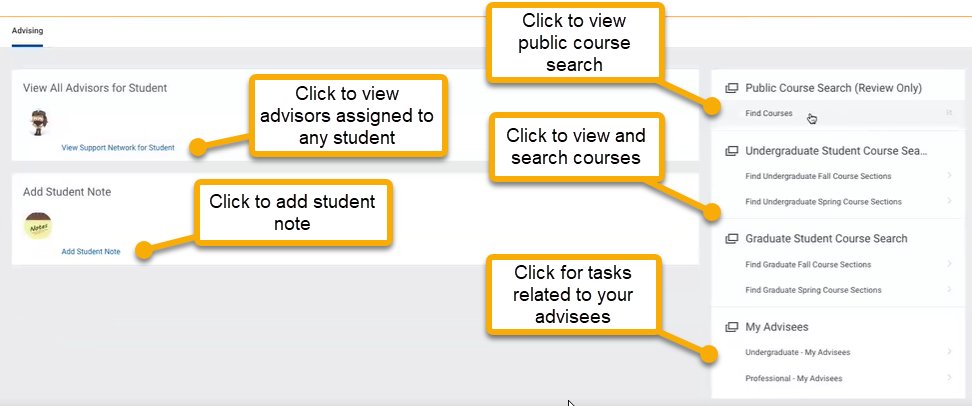 Advising
View All Advisors for Student
View Support Network for Student
Click to view
advisors assigned to
any student
Add Student Note
Notes
Add Student Note
Click to add student
note
Click to view
public course
search
Public Course Search (Review Only)
Find Courses
Click to view and
search courses
Undergraduate Student Course Sea...
Find Undergraduate Fall Course Sections
Find Undergraduate Spring Course Sections
Graduate Student Course Search
Find Graduate Fall Course Sections
Find Graduate Spring Course Sections
Click for tasks
related to your
advisees
My Advisees
Undergraduate - My Advisees
Professional - My Advisees